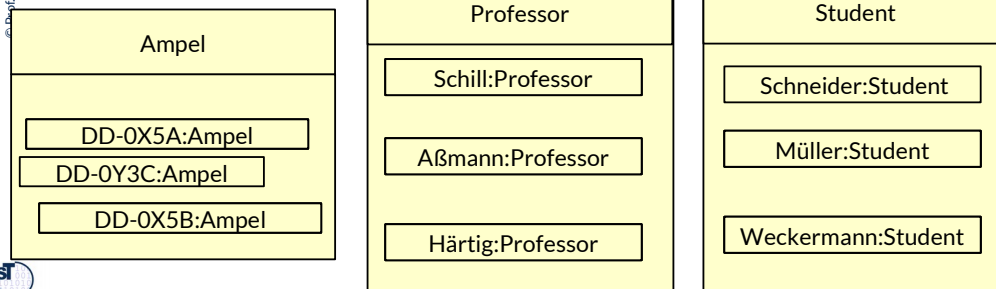 © Prof.
Ampel
DD-0X5A:Ampel
DD-0Y3C:Ampel
DD-0X5B:Ampel
Professor
Schill:Professor
Aßmann:Professor
Härtig:Professor
Student
Schneider:Student
Müller:Student
Weckermann:Student